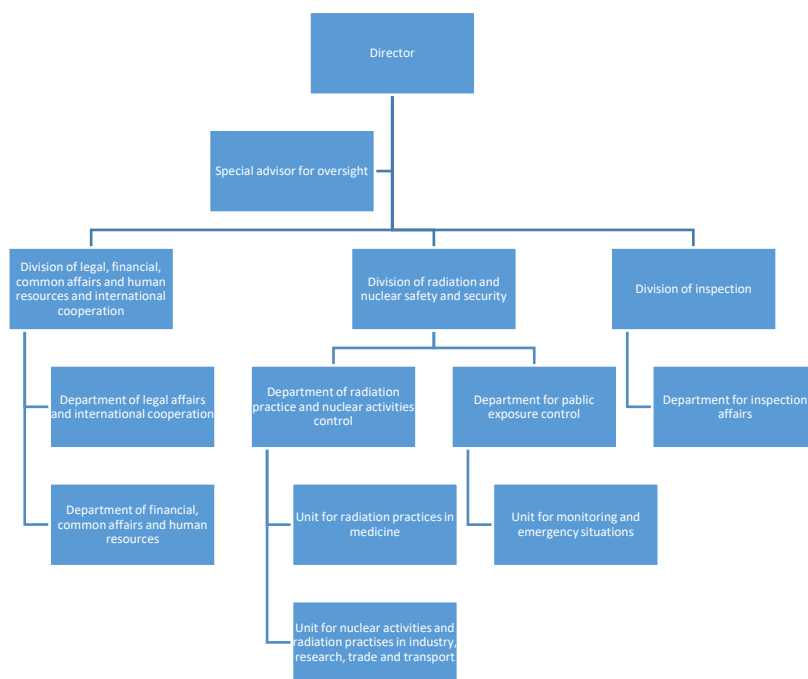 Director
Special advisor for oversight
Division of legal, financial,
common affairs and human
resources and international
cooperation
Division of radiation and
nuclear safety and security
Division of inspection
Department of legal affairs
and international cooperation
Department of radiation
practice and nuclear activities
control
Department for public
exposure control
Department for inspection
affairs
Department of financial,
common affairs and human
resources
Unit for radiation practices in
medicine
Unit for monitoring and
emergency situations
Unit for nuclear activities and
radiation practises in industry,
research, trade and transport